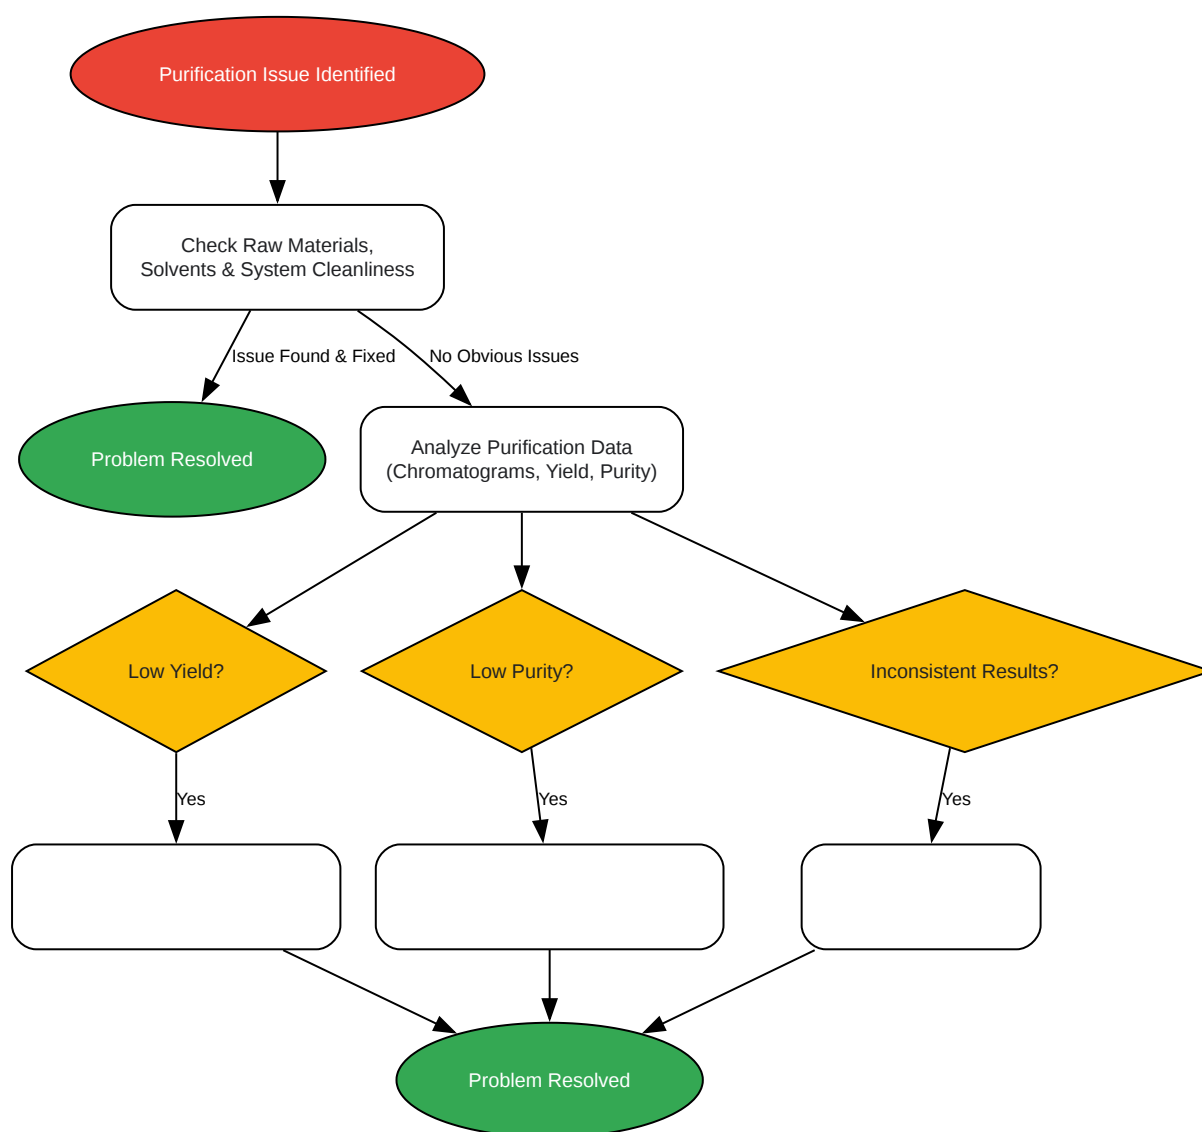 Purification Issue Identified
Check Raw Materials,
Solvents & System Cleanliness
Issue Found & Fixed
No Obvious Issues
Problem Resolved
Analyze Purification Data
(Chromatograms, Yield, Purity)
Low Yield?
Low Purity?
Inconsistent Results?
Yes
Yes
Yes
Problem Resolved